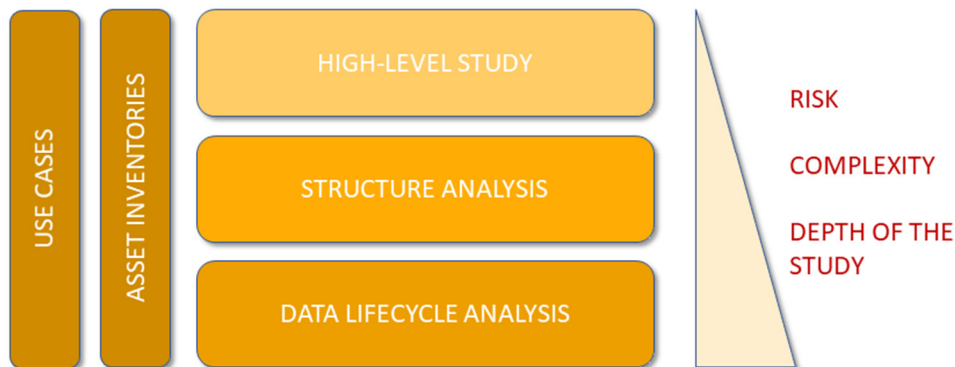 USE CASES
ASSET INVENTORIES
HIGH-LEVEL STUDY
STRUCTURE ANALYSIS
DATA LIFECYCLE ANALYSIS
RISK
COMPLEXITY
DEPTH OF THE
STUDY